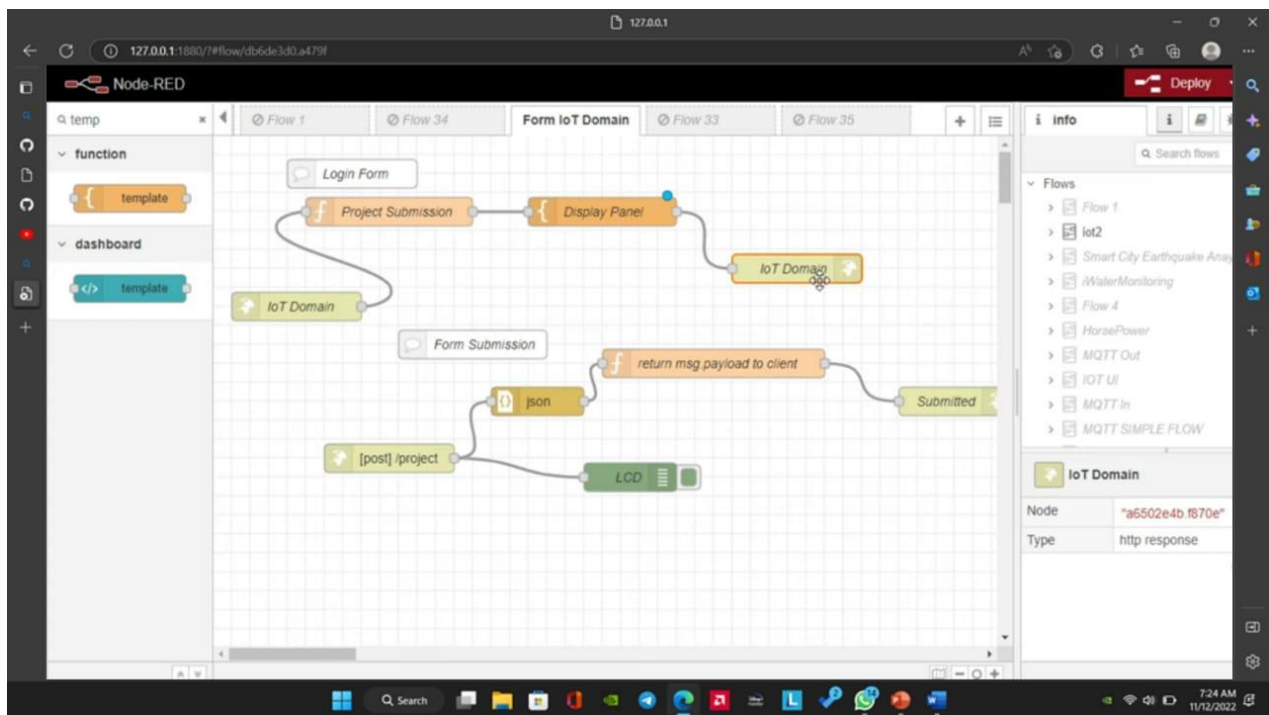 127.0.0.1
127.0.0.1:1880/?#flow/db6de3d0.a479f
Node-RED
Deploy
temp
Flow 1
Flow 34
Form IoT Domain
Flow 33
Flow 35
i info
i
Search flows
function
template
dashboard
</> template
Login Form
Project Submission
Display Panel
IoT Domain
IoT Domain
Form Submission
return msg.payload to client
json
Submitted
[post] /project
LCD
Flows
Flow 1
iot2
Smart City Earthquake Anay
iWaterMonitoring
Flow 4
HorsePower
MQTT Out
IOT UI
MQTT In
MQTT SIMPLE FLOW
IoT Domain
Node "a6502e4b.f870e"
Type http response
Search
7:24 AM
11/12/2022